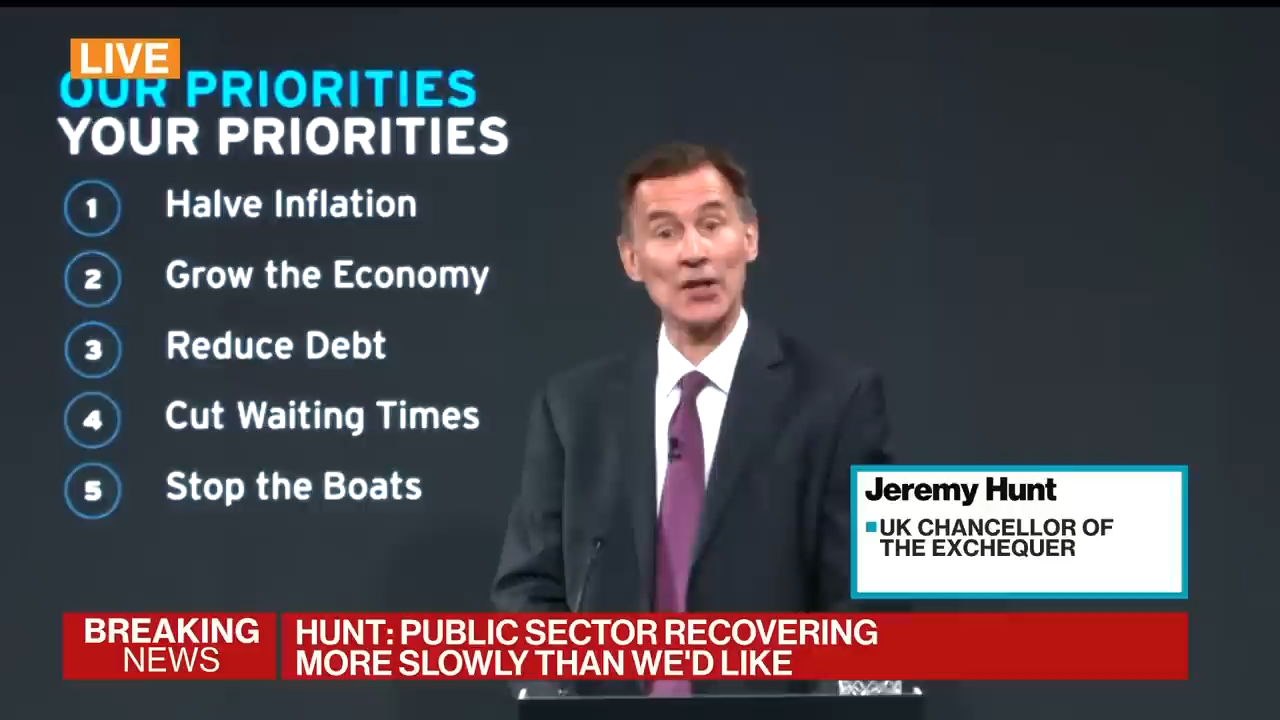 LIVE
OUR PRIORITIES
YOUR PRIORITIES
1 Halve Inflation
2 Grow the Economy
3 Reduce Debt
4 Cut Waiting Times
5 Stop the Boats
Jeremy Hunt
UK CHANCELLOR OF
THE EXCHEQUER
BREAKING
NEWS
HUNT: PUBLIC SECTOR RECOVERING
MORE SLOWLY THAN WE'D LIKE